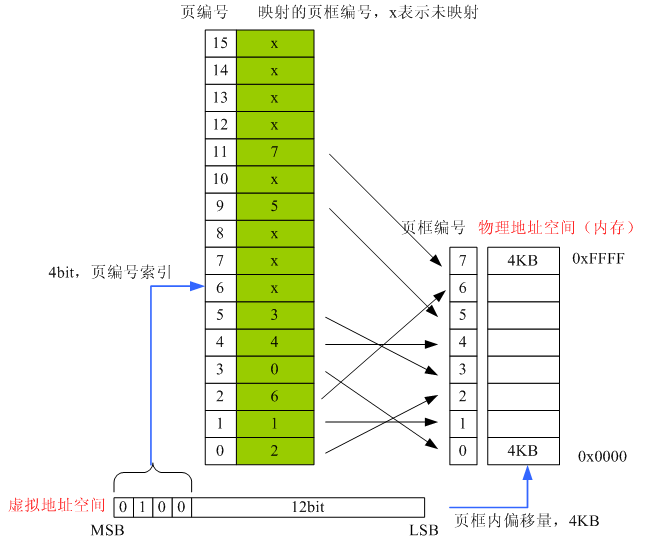 页编号 映射的页框编号，x表示未映射
15 x
14 x
13 x
12 x
11 7
10 x
9 5
8 x
7 x
6 x
5 3
4 4
3 0
2 6
1 1
0 2
4bit，页编号索引
页框编号 物理地址空间（内存）
7 4KB 0xFFFF
6
5
4
3
2
1
0 4KB 0x0000
虚拟地址空间 0 1 0 0 12bit
MSB LSB
页框内偏移量，4KB